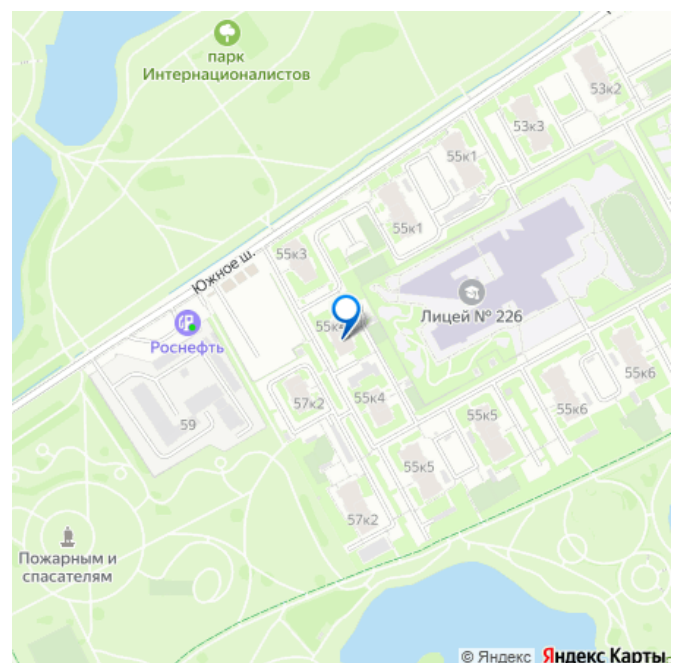 парк
Интернационалистов
53к2
53к3
55к1
55к1
55к3
Южное ш.
Лицей № 226
Роснефть
55к4
57к2
55к4
55к6
55к5
55к6
59
55к5
57к2
Пожарным и
спасателям
© Яндекс Яндекс Карты